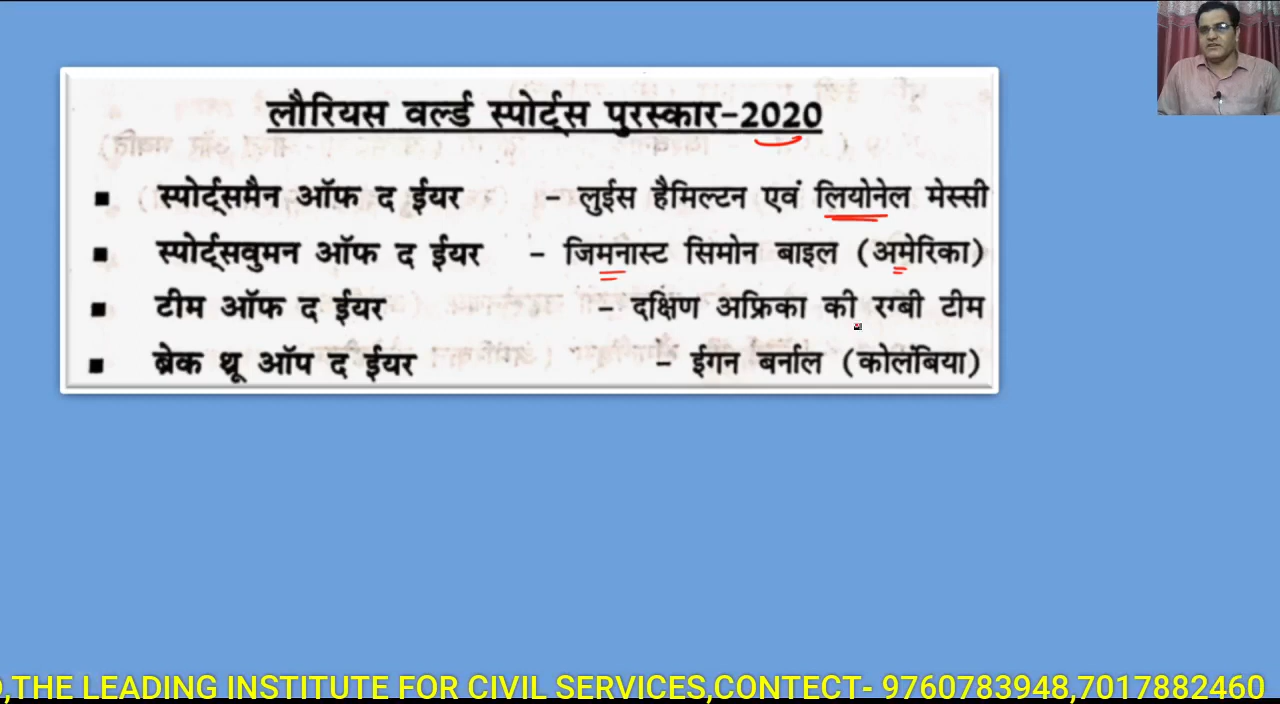 लौरियस वर्ल्ड स्पोर्ट्स पुरस्कार-2020
▪ स्पोर्ट्समैन ऑफ द ईयर - लुईस हैमिल्टन एवं लियोनेल मेस्सी
▪ स्पोर्ट्सवुमन ऑफ द ईयर - जिमनास्ट सिमोन बाइल (अमेरिका)
▪ टीम ऑफ द ईयर - दक्षिण अफ्रिका की रग्बी टीम
▪ ब्रेक थ्रू ऑप द ईयर - ईगन बर्नाल (कोलंबिया)
,THE LEADING INSTITUTE FOR CIVIL SERVICES,CONTECT- 9760783948,7017882460